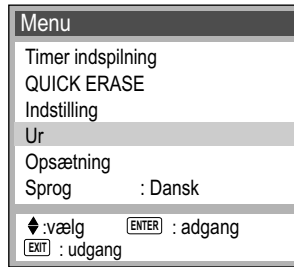 Menu
Timer indspilning
QUICK ERASE
Indstilling
Ur
Opsætning
Sprog : Dansk
:vælg ENTER : adgang
EXIT : udgang